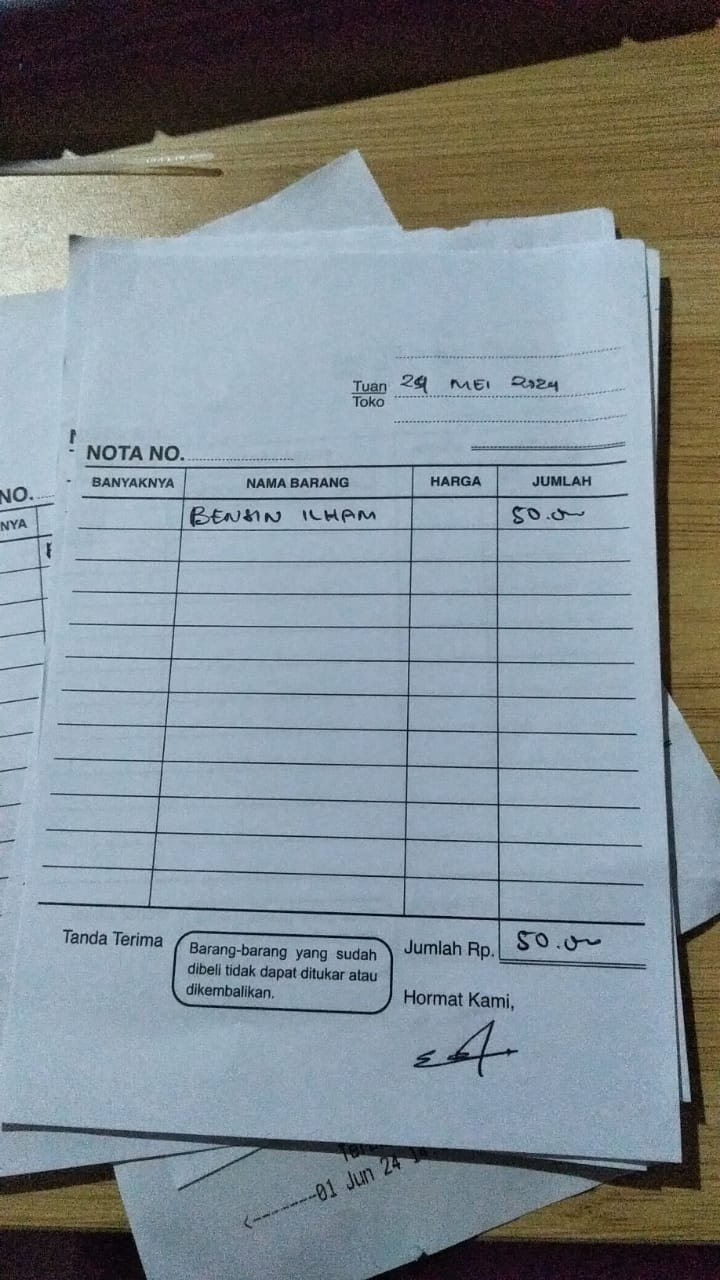 Tuan 29 MEI 2024
Toko
NOTA NO.
BANYAKNYA NAMA BARANG HARGA JUMLAH
BENSIN ILHAM 50.000
Tanda Terima
Barang-barang yang sudah
dibeli tidak dapat ditukar atau
dikembalikan.
Jumlah Rp. 50.000
Hormat Kami,
NO.
NYA
01 Jun 24